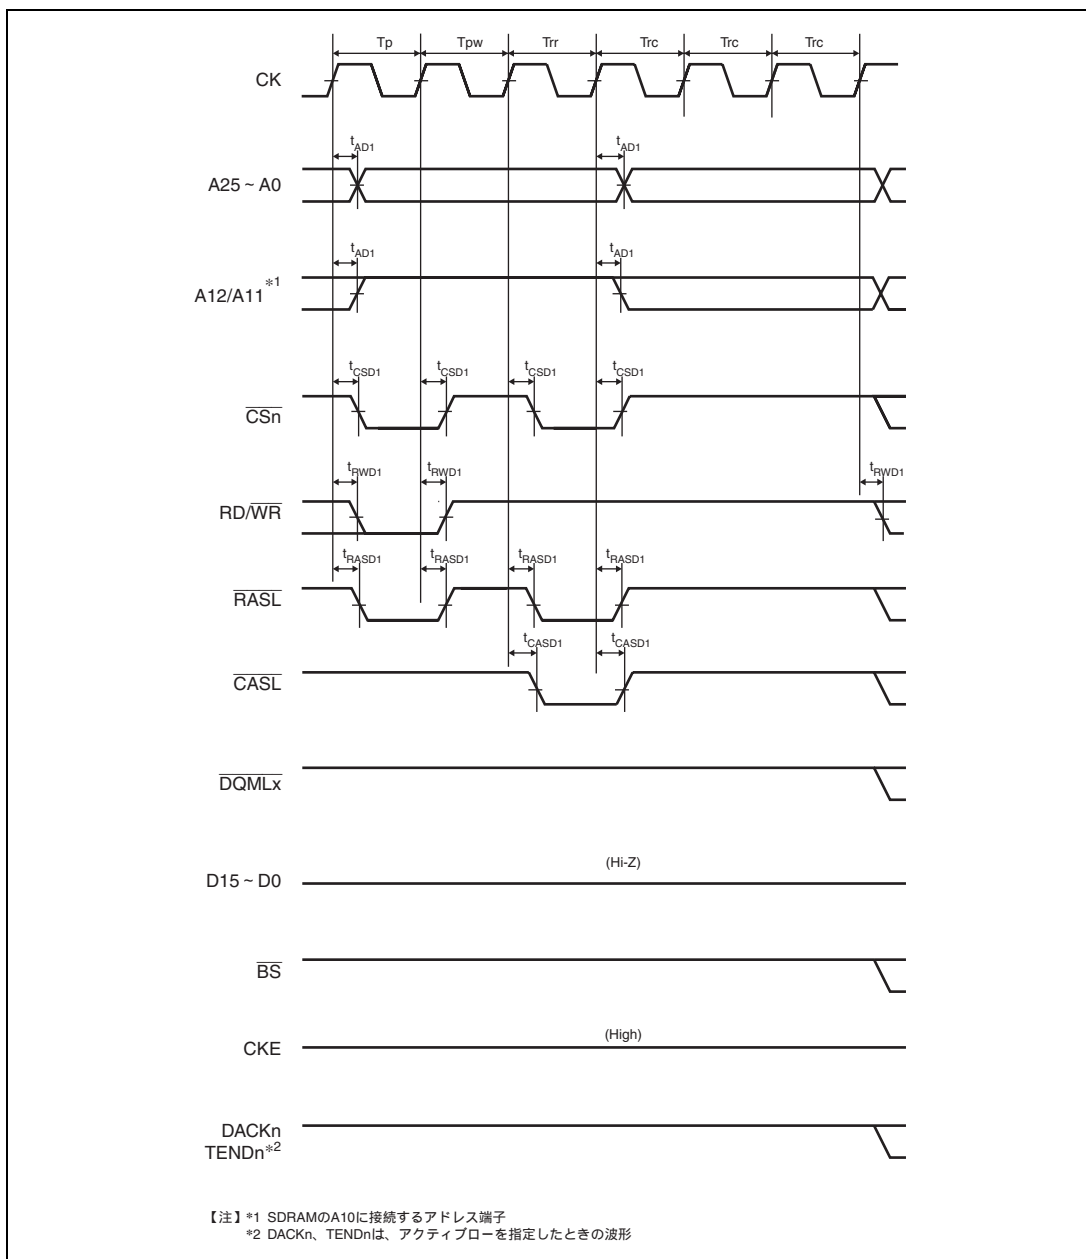 Tp Tpw Trr Trc Trc Trc
CK
tAD1 tAD1
A25 ~ A0
tAD1 tAD1
A12/A11*1
tCSD1 tCSD1 tCSD1 tCSD1
CSn
tRWD1 tRWD1 tRWD1
RD/WR
tRASD1 tRASD1 tRASD1 tRASD1
RASL
tCASD1 tCASD1
CASL
DQMLx
(Hi-Z)
D15 ~ D0
BS
(High)
CKE
DACKn
TENDn*2
【注】*1 SDRAMのA10に接続するアドレス端子
*2 DACKn、TENDnは、アクティブローを指定したときの波形